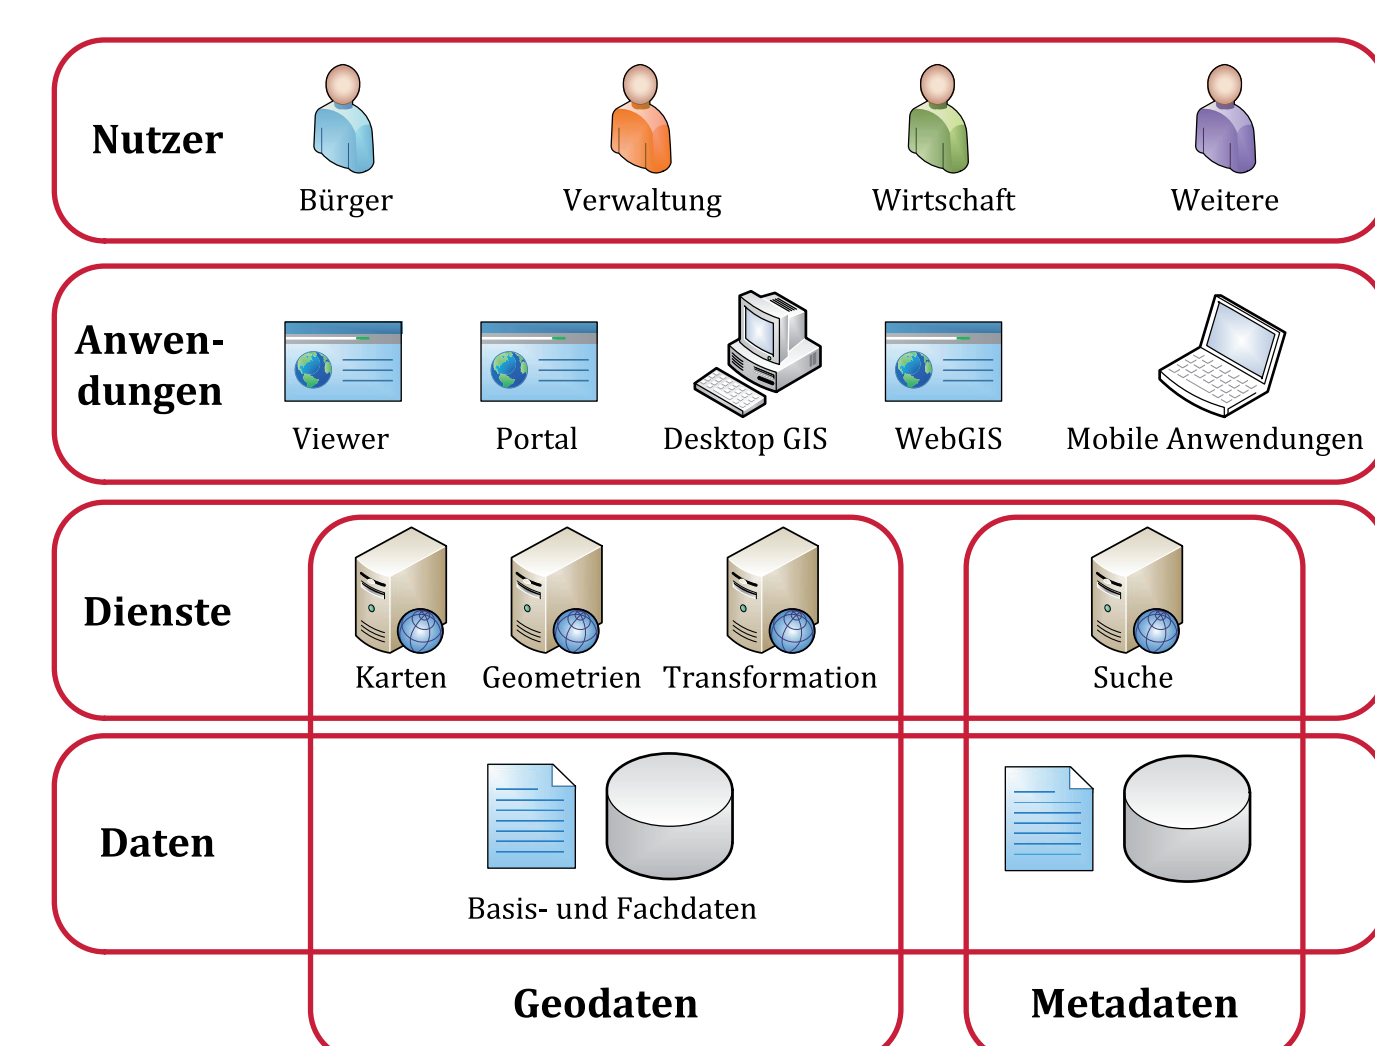 Nutzer
Bürger
Verwaltung
Wirtschaft
Weitere
Anwen-
dungen
Viewer
Portal
Desktop GIS
WebGIS
Mobile Anwendungen
Dienste
Karten
Geometrien
Transformation
Suche
Daten
Basis- und Fachdaten
Geodaten
Metadaten